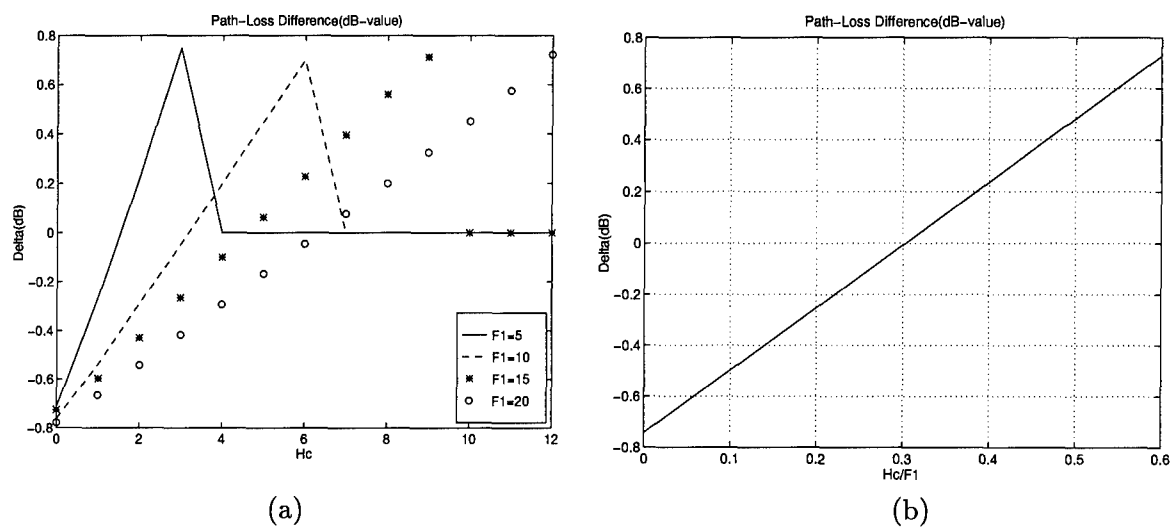 Path-Loss Difference(dB-value)
0.8
0.6
0.4
0.2
0
-0.2
-0.4
-0.6
-0.8
Delta(dB)
0 2 4 6 8 10 12
Hc
F1=5
F1=10
F1=15
F1=20
(a)
Path-Loss Difference(dB-value)
0.8
0.6
0.4
0.2
0
-0.2
-0.4
-0.6
-0.8
Delta(dB)
0 0.1 0.2 0.3 0.4 0.5 0.6
Hc/F1
(b)